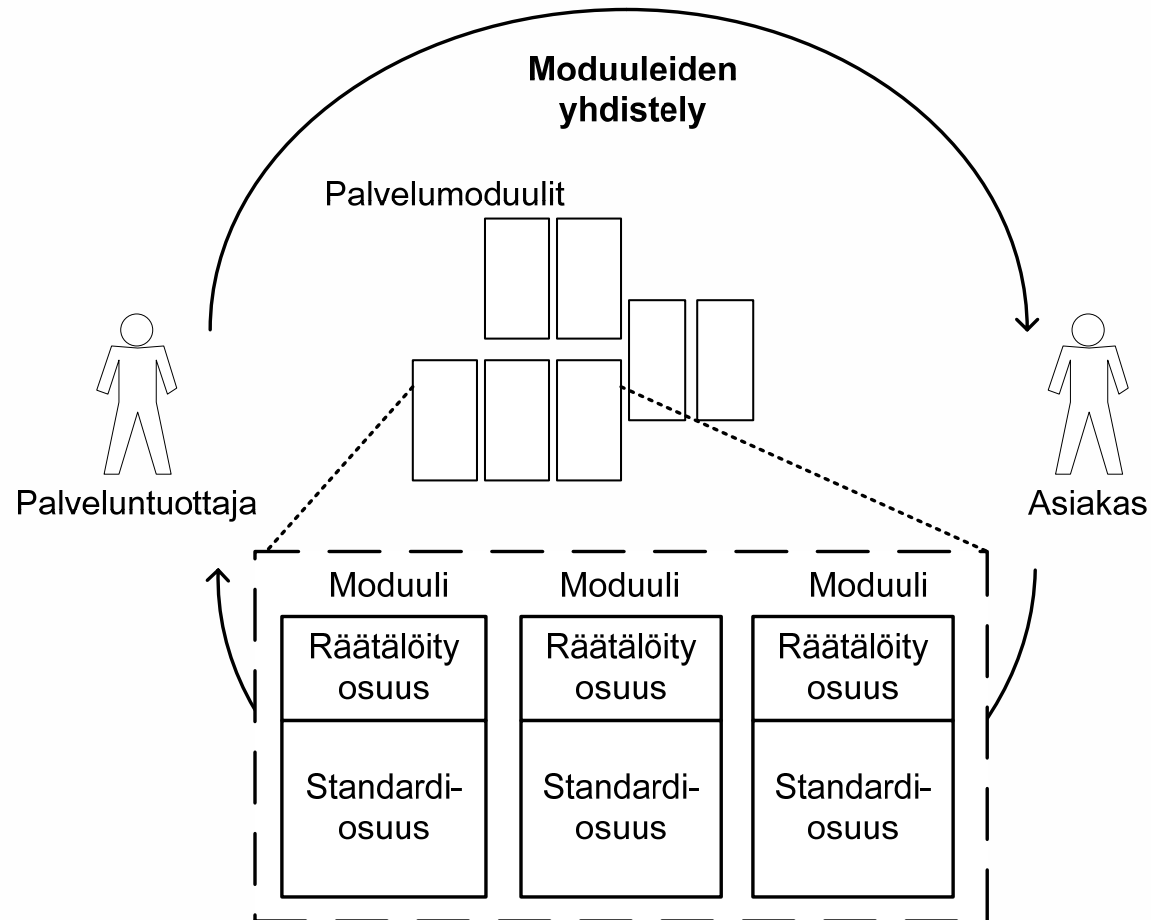 Moduuleiden
yhdistely
Palvelumoduulit
Palveluntuottaja
Asiakas
Moduuli
Moduuli
Moduuli
Räätälöity
osuus
Räätälöity
osuus
Räätälöity
osuus
Standardi-
osuus
Standardi-
osuus
Standardi-
osuus